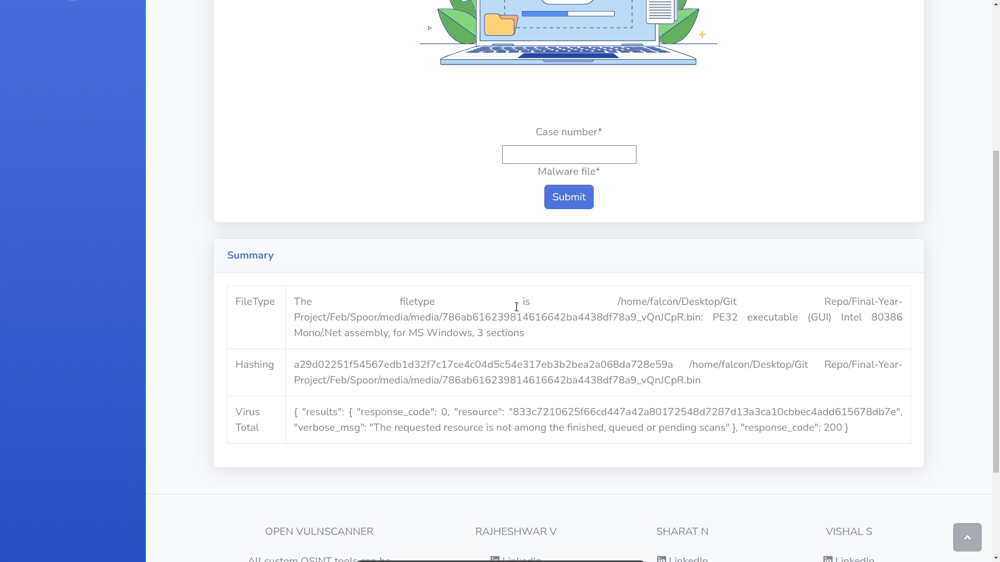 Case number*
Malware file*
Submit
Summary
FileType
The filetype is /home/falcon/Desktop/Git Repo/Final-Year-
Project/Feb/Spoor/media/media/786ab616239814616642ba4438df78a9_vQnJCpR.bin: PE32 executable (GUI) Intel 80386
Mono/.Net assembly, for MS Windows, 3 sections
Hashing
a29d02251f54567edb1d32f7c17ce4c04d5c54e317eb3b2bea2a068da728e59a /home/falcon/Desktop/Git Repo/Final-Year-
Project/Feb/Spoor/media/media/786ab616239814616642ba4438df78a9_vQnJCpR.bin
Virus
Total
{ "results": { "response_code": 0, "resource": "833c7210625f66cd447a42a80172548d7287d13a3ca10cbbec4add615678db7e",
"verbose_msg": "The requested resource is not among the finished, queued or pending scans" }, "response_code": 200 }
OPEN VULNSCANNER
RAJHESHWAR V
SHARAT N
VISHAL S
All custom OSINT tools can be
LinkedIn
LinkedIn
LinkedIn